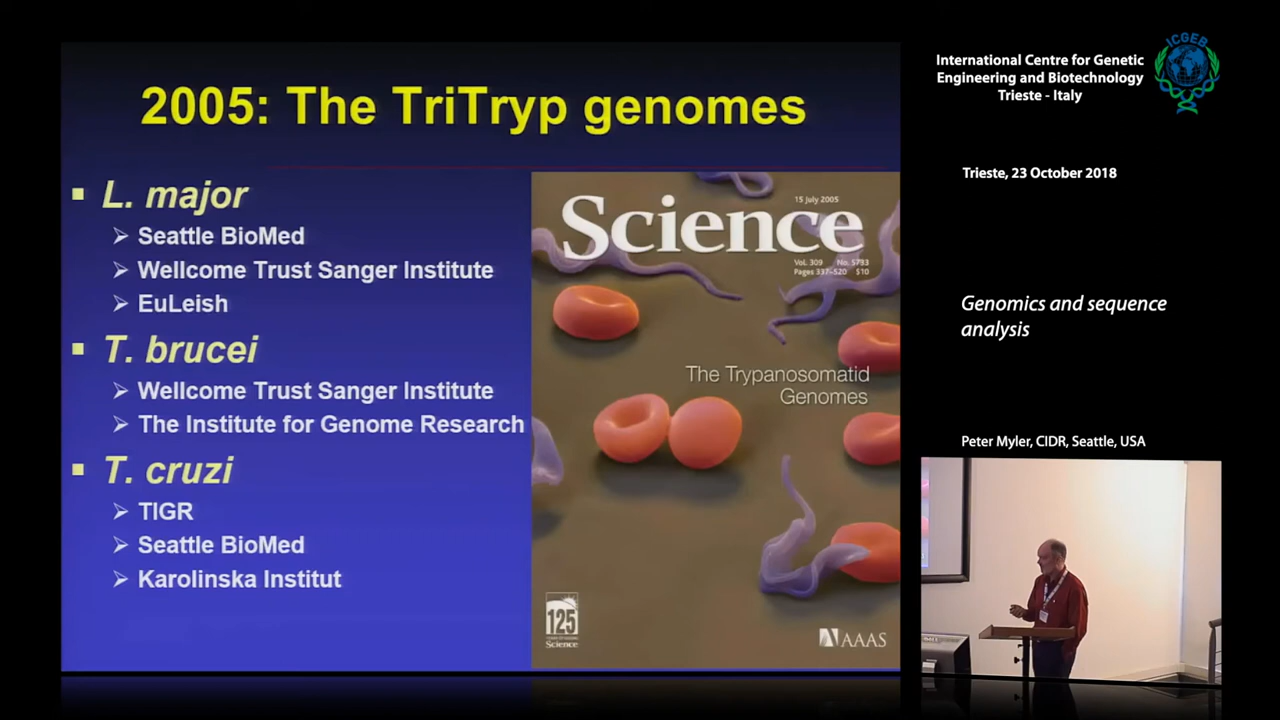 2005: The TriTryp genomes
▪ L. major
➢ Seattle BioMed
➢ Wellcome Trust Sanger Institute
➢ EuLeish
▪ T. brucei
➢ Wellcome Trust Sanger Institute
➢ The Institute for Genome Research
▪ T. cruzi
➢ TIGR
➢ Seattle BioMed
➢ Karolinska Institut
15 July 2005
Science
Vol. 309 No. 5733
Pages 337–520 $10
The Trypanosomatid
Genomes
125
Science
AAAS
International Centre for Genetic
Engineering and Biotechnology
Trieste - Italy
ICGEB
Trieste, 23 October 2018
Genomics and sequence
analysis
Peter Myler, CIDR, Seattle, USA